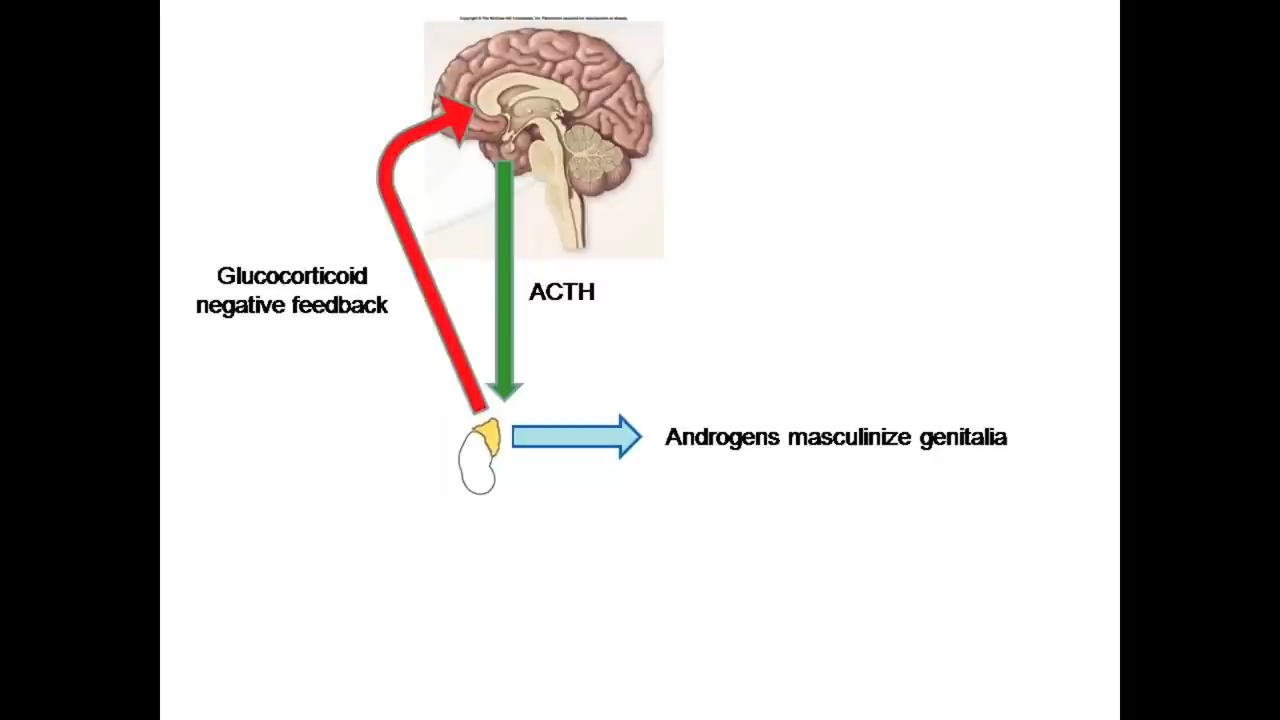 Glucocorticoid
negative feedback
ACTH
Androgens masculinize genitalia